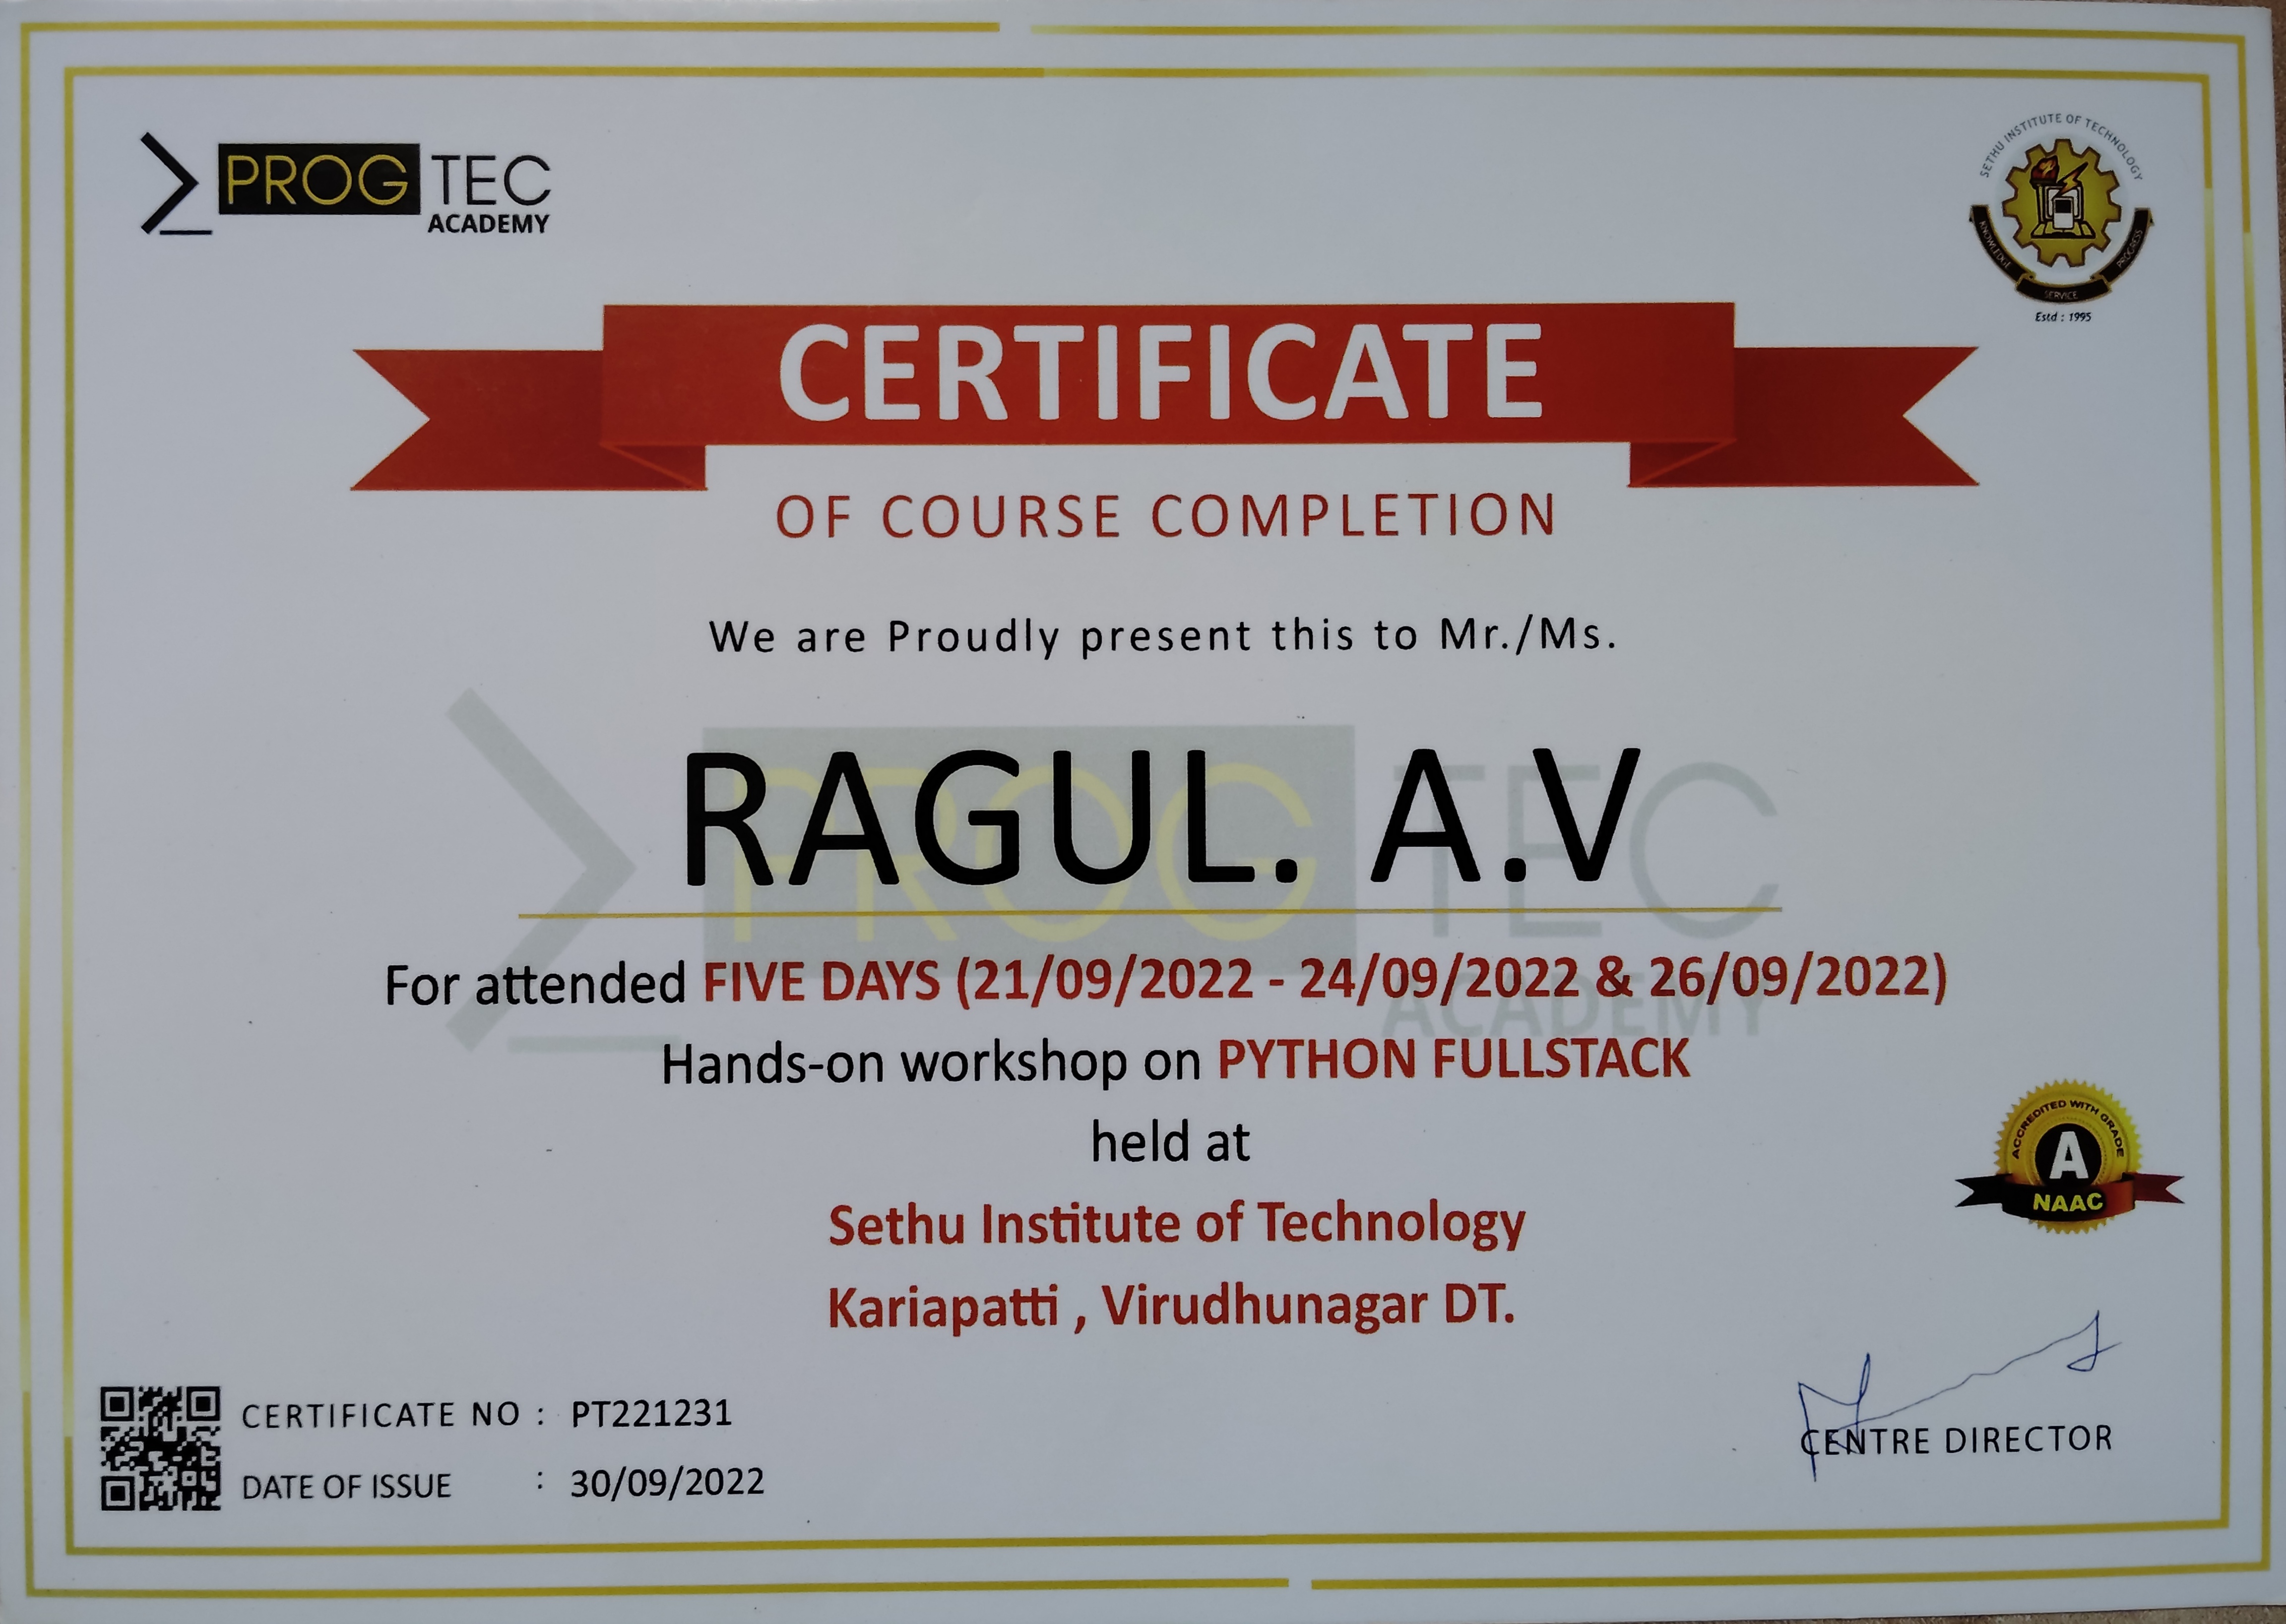 PROG TEC
ACADEMY
SETHU INSTITUTE OF TECHNOLOGY
KNOWLEDGE
SERVICE
PROGRESS
Estd : 1995
CERTIFICATE
OF COURSE COMPLETION
We are Proudly present this to Mr./Ms.
PROG TEC
ACADEMY
RAGUL. A.V
For attended FIVE DAYS (21/09/2022 - 24/09/2022 & 26/09/2022)
Hands-on workshop on PYTHON FULLSTACK
held at
Sethu Institute of Technology
Kariapatti , Virudhunagar DT.
ACCREDITED WITH GRADE
A
NAAC
CERTIFICATE NO : PT221231
DATE OF ISSUE : 30/09/2022
CENTRE DIRECTOR